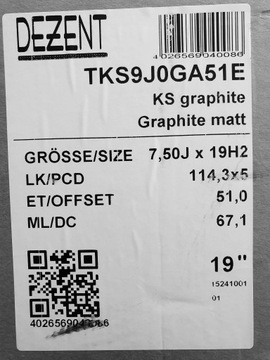 DEZENT
4026569040086
TKS9J0GA51E
KS graphite
Graphite matt
GRÖSSE/SIZE 7,50J x 19H2
LK/PCD 114,3x5
ET/OFFSET 51,0
ML/DC 67,1
19"
15241001
01